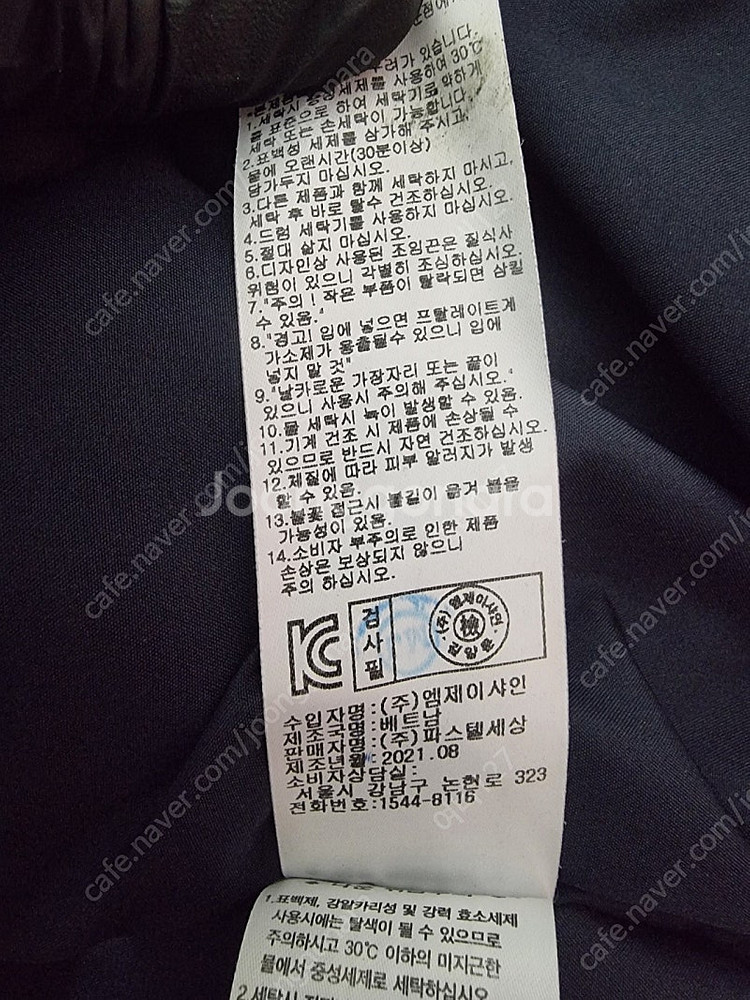 우려가 있습니다.
1.세탁시 중성세제를 사용하여 30℃
물 표준으로 하여 세탁기로 약하게
세탁 또는 손세탁이 가능합니다.
2.표백성 세제를 삼가해 주시고,
물에 오랜시간(30분이상)
담가두지 마십시오.
3.다른 제품과 함께 세탁하지 마시고,
세탁 후 바로 탈수 건조하십시오.
4.드럼 세탁기를 사용하지 마십시오.
5.절대 삶지 마십시오.
6.디자인상 사용된 조임끈은 질식사
위험이 있으니 각별히 조심하십시오.
7."주의! 작은 부품이 탈락되면 삼킬
수 있음."
8."경고! 입에 넣으면 프탈레이트계
가소제가 용출될수 있으니 입에
넣지 말 것"
9."날카로운 가장자리 또는 끝이
있으니 사용시 주의해 주십시오."
10.물 세탁시 녹이 발생할 수 있음.
11.기계 건조 시 제품에 손상될 수
있으므로 반드시 자연 건조하십시오.
12.체질에 따라 피부 알러지가 발생
할 수 있음.
13.불꽃 접근시 불길이 옮겨 붙을
가능성이 있음.
14.소비자 부주의로 인한 제품
손상은 보상되지 않으니
주의 하십시오.
KC
검사필
(주)엠제이샤인
檢
수입자명:(주)엠제이샤인
제조국명:베트남
판매자명:(주)파스텔세상
제조년월:2021.08
소비자상담실:
서울시 강남구 논현로 323
전화번호:1544-8116
1.표백제, 강알카리성 및 강력 효소세제
사용시에는 탈색이 될 수 있으므로
주의하시고 30℃ 이하의 미지근한
물에서 중성세제로 세탁하십시오
Joonggonara
cafe.naver.com/joonggonara